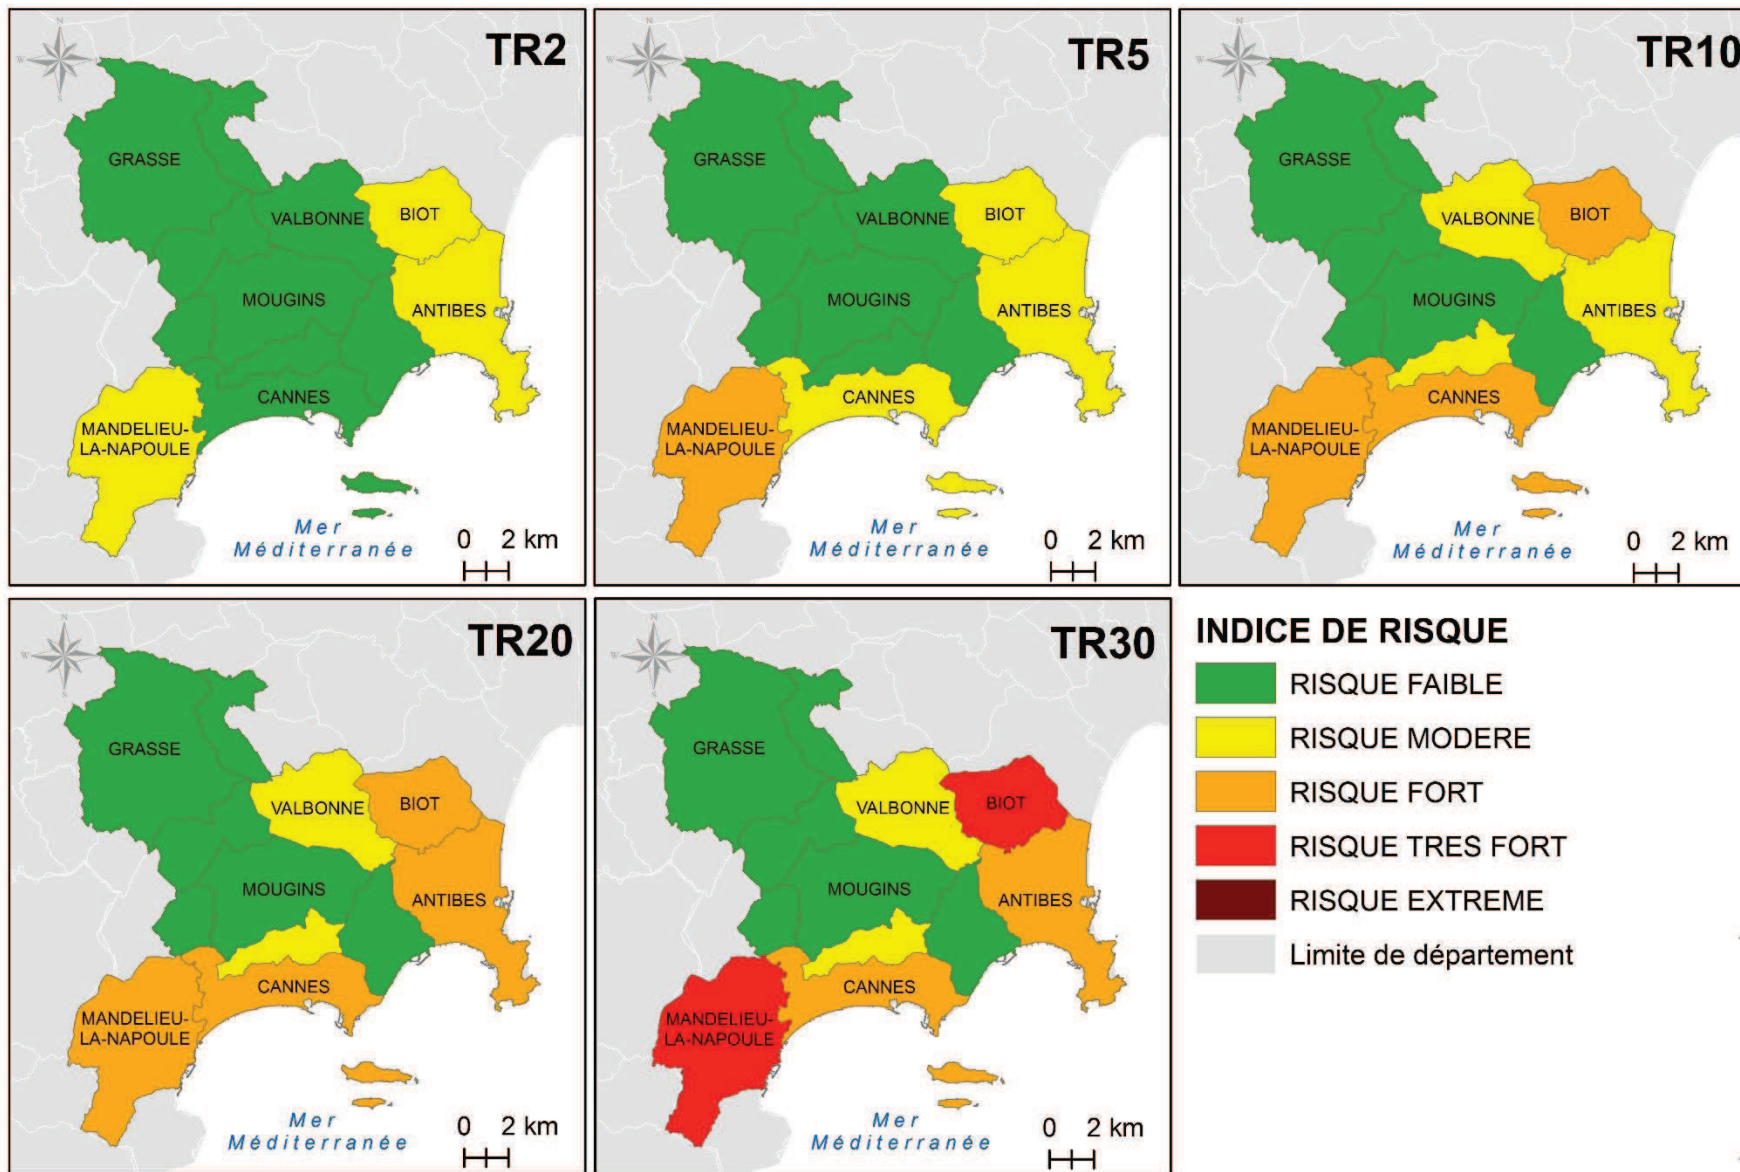 TR2
GRASSE
VALBONNE
BIOT
MOUGINS
ANTIBES
CANNES
MANDELIEU-
LA-NAPOULE
Mer
Méditerranée
0 2 km
TR5
GRASSE
VALBONNE
BIOT
MOUGINS
ANTIBES
CANNES
MANDELIEU-
LA-NAPOULE
Mer
Méditerranée
0 2 km
TR10
GRASSE
VALBONNE
BIOT
MOUGINS
ANTIBES
CANNES
MANDELIEU-
LA-NAPOULE
Mer
Méditerranée
0 2 km
TR20
GRASSE
VALBONNE
BIOT
MOUGINS
ANTIBES
CANNES
MANDELIEU-
LA-NAPOULE
Mer
Méditerranée
0 2 km
TR30
GRASSE
VALBONNE
BIOT
MOUGINS
ANTIBES
CANNES
MANDELIEU-
LA-NAPOULE
Mer
Méditerranée
0 2 km
INDICE DE RISQUE
RISQUE FAIBLE
RISQUE MODERE
RISQUE FORT
RISQUE TRES FORT
RISQUE EXTREME
Limite de département